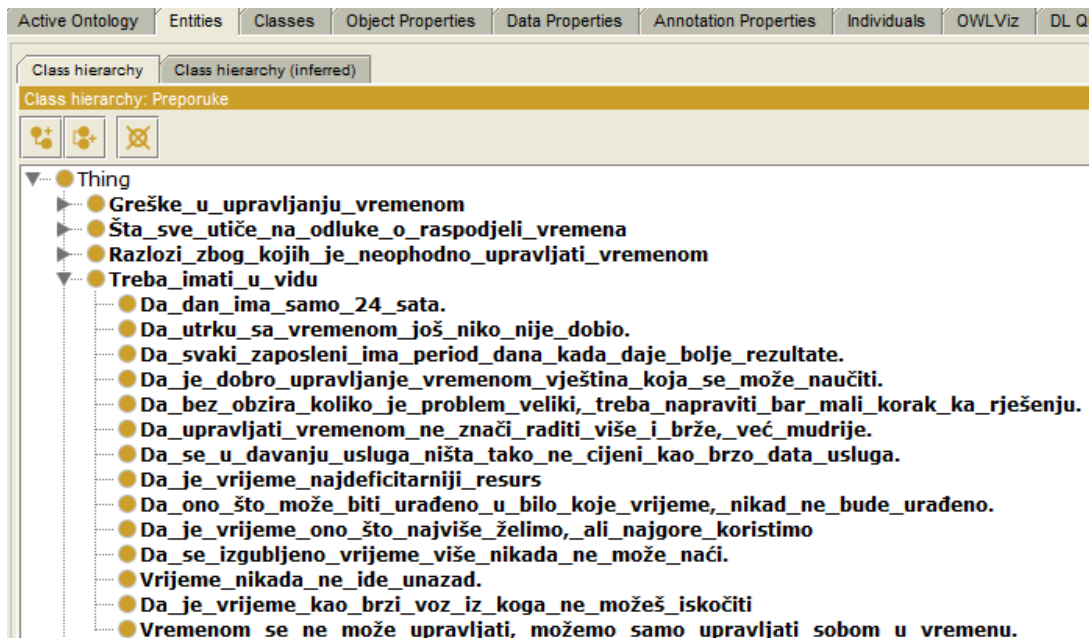 Active Ontology Entities Classes Object Properties Data Properties Annotation Properties Individuals OWLViz DL Q
Class hierarchy Class hierarchy (inferred)
Class hierarchy: Preporuke
Thing
Greške_u_upravljanju_vremenom
Šta_sve_utiče_na_odluke_o_raspodjeli_vremena
Razlozi_zbog_kojih_je_neophodno_upravljati_vremenom
Treba_imati_u_vidu
Da_dan_ima_samo_24_sata.
Da_utrku_sa_vremenom_još_niko_nije_dobio.
Da_svaki_zaposleni_ima_period_dana_kada_daje_bolje_rezultate.
Da_je_dobro_upravljanje_vremenom_vještina_koja_se_može_naučiti.
Da_bez_obzira_koliko_je_problem_veliki,_treba_napraviti_bar_mali_korak_ka_rješenju.
Da_upravljati_vremenom_ne_znači_raditi_više_i_brže,_već_mudrije.
Da_se_u_davanju_usluga_ništa_tako_ne_cijeni_kao_brzo_data_usluga.
Da_je_vrijeme_najdeficitarniji_resurs
Da_ono_što_može_biti_urađeno_u_bilo_koje_vrijeme,_nikad_ne_bude_urađeno.
Da_je_vrijeme_ono_što_najviše_želimo,_ali_najgore_koristimo
Da_se_izgubljeno_vrijeme_više_nikada_ne_može_naći.
Vrijeme_nikada_ne_ide_unazad.
Da_je_vrijeme_kao_brzi_voz_iz_koga_ne_možeš_iskočiti
Vremenom_se_ne_može_upravljati,_možemo_samo_upravljati_sobom_u_vremenu.